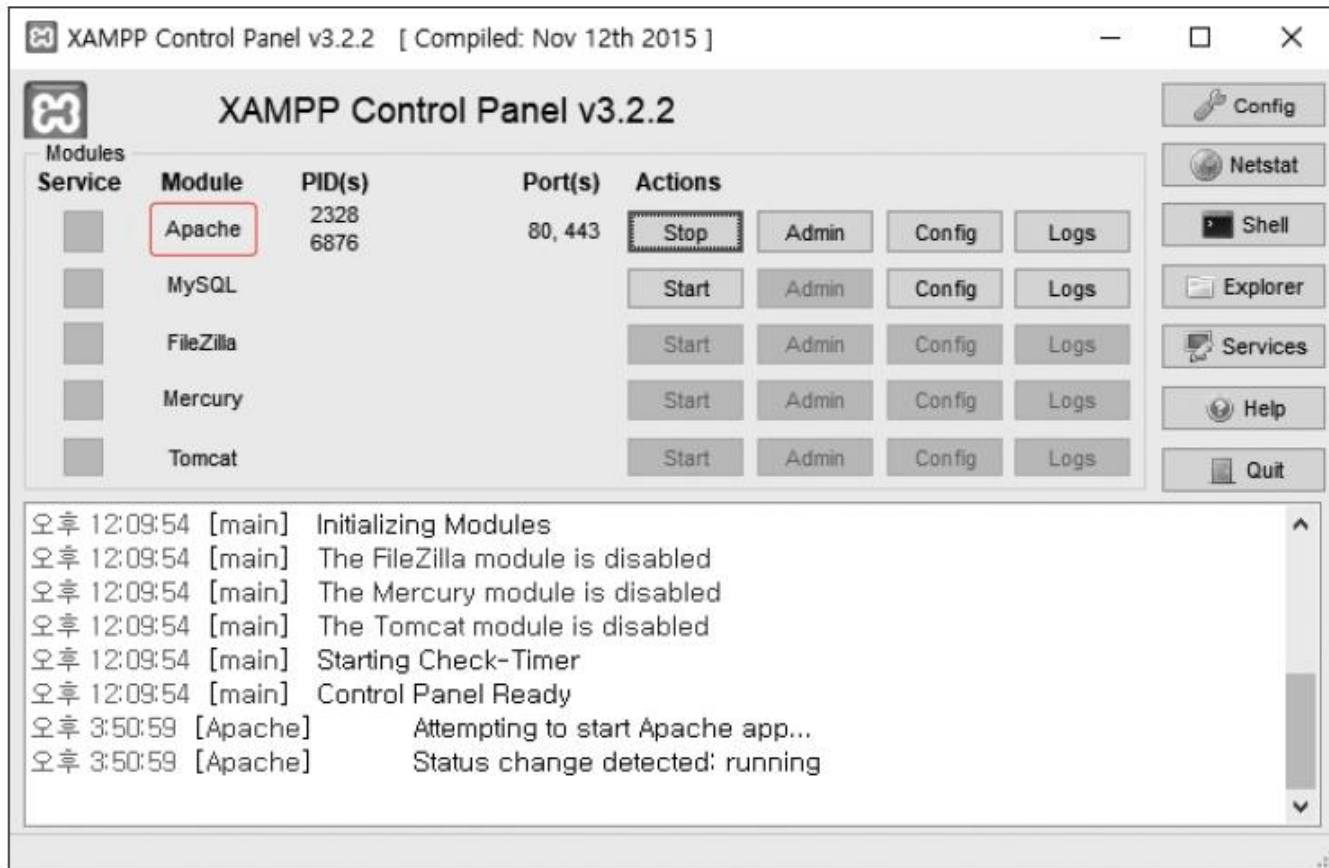 XAMPP Control Panel v3.2.2 [ Compiled: Nov 12th 2015 ]
XAMPP Control Panel v3.2.2
Config
Modules
Netstat
Service Module PID(s) Port(s) Actions
Apache 2328 6876 80, 443 Stop Admin Config Logs
Shell
MySQL Start Admin Config Logs
Explorer
FileZilla Start Admin Config Logs
Services
Mercury Start Admin Config Logs
Help
Tomcat Start Admin Config Logs
Quit
오후 12:09:54 [main] Initializing Modules
오후 12:09:54 [main] The FileZilla module is disabled
오후 12:09:54 [main] The Mercury module is disabled
오후 12:09:54 [main] The Tomcat module is disabled
오후 12:09:54 [main] Starting Check-Timer
오후 12:09:54 [main] Control Panel Ready
오후 3:50:59 [Apache] Attempting to start Apache app...
오후 3:50:59 [Apache] Status change detected: running